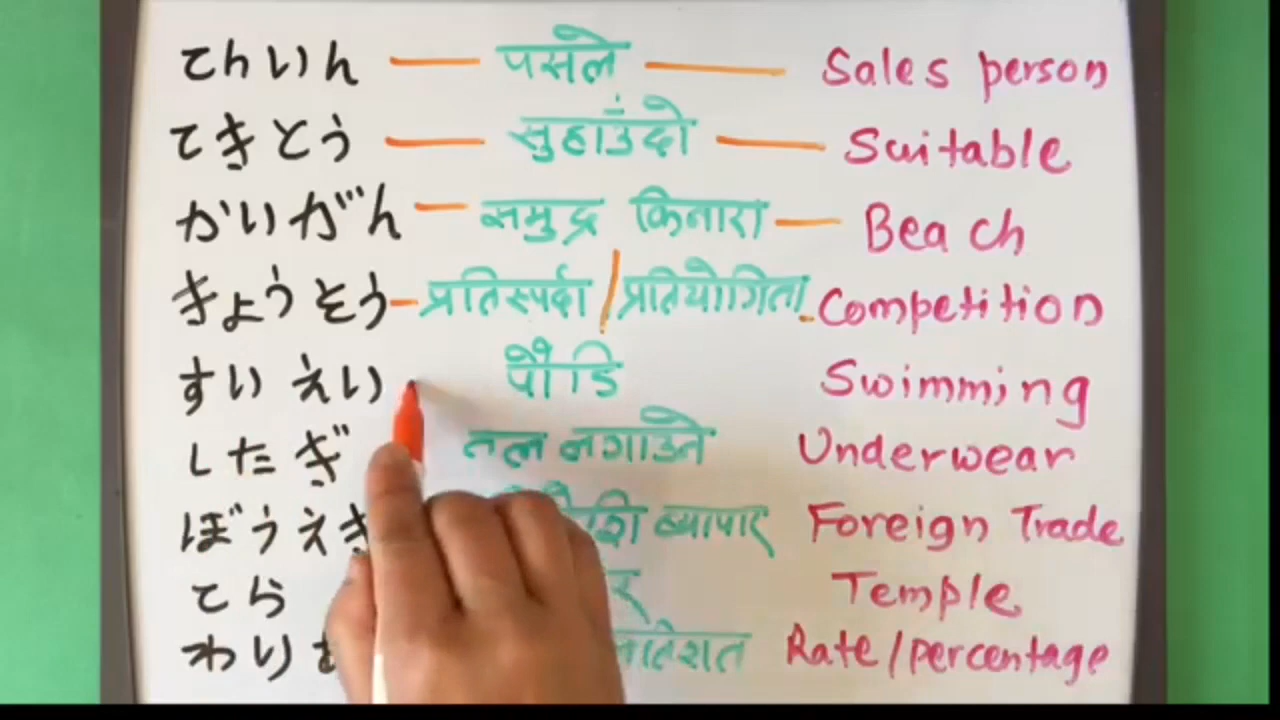 てんいん — पसले — Sales person
てきとう — सुहाउंदो — Suitable
かいがん — समुद्र किनारा — Beach
きょうそう — प्रतिस्पर्दा / प्रतियोगिता - Competition
すいえい पौडि Swimming
したぎ तल लगाउने Underwear
ぼうえき व्यापार Foreign Trade
てら Temple
Rate/percentage